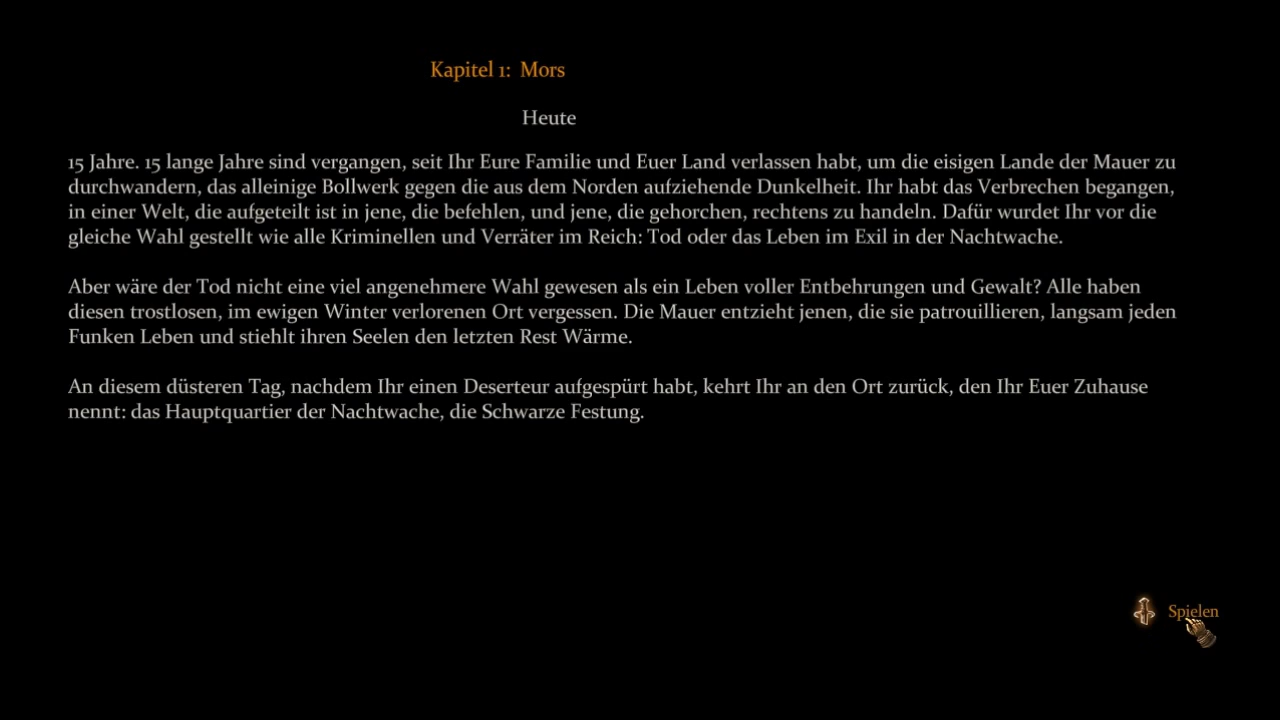 Kapitel 1: Mors
Heute
15 Jahre. 15 lange Jahre sind vergangen, seit Ihr Eure Familie und Euer Land verlassen habt, um die eisigen Lande der Mauer zu
durchwandern, das alleinige Bollwerk gegen die aus dem Norden aufziehende Dunkelheit. Ihr habt das Verbrechen begangen,
in einer Welt, die aufgeteilt ist in jene, die befehlen, und jene, die gehorchen, rechtens zu handeln. Dafür wurdet Ihr vor die
gleiche Wahl gestellt wie alle Kriminellen und Verräter im Reich: Tod oder das Leben im Exil in der Nachtwache.
Aber wäre der Tod nicht eine viel angenehmere Wahl gewesen als ein Leben voller Entbehrungen und Gewalt? Alle haben
diesen trostlosen, im ewigen Winter verlorenen Ort vergessen. Die Mauer entzieht jenen, die sie patrouillieren, langsam jeden
Funken Leben und stiehlt ihren Seelen den letzten Rest Wärme.
An diesem düsteren Tag, nachdem Ihr einen Deserteur aufgespürt habt, kehrt Ihr an den Ort zurück, den Ihr Euer Zuhause
nennt: das Hauptquartier der Nachtwache, die Schwarze Festung.
Spielen